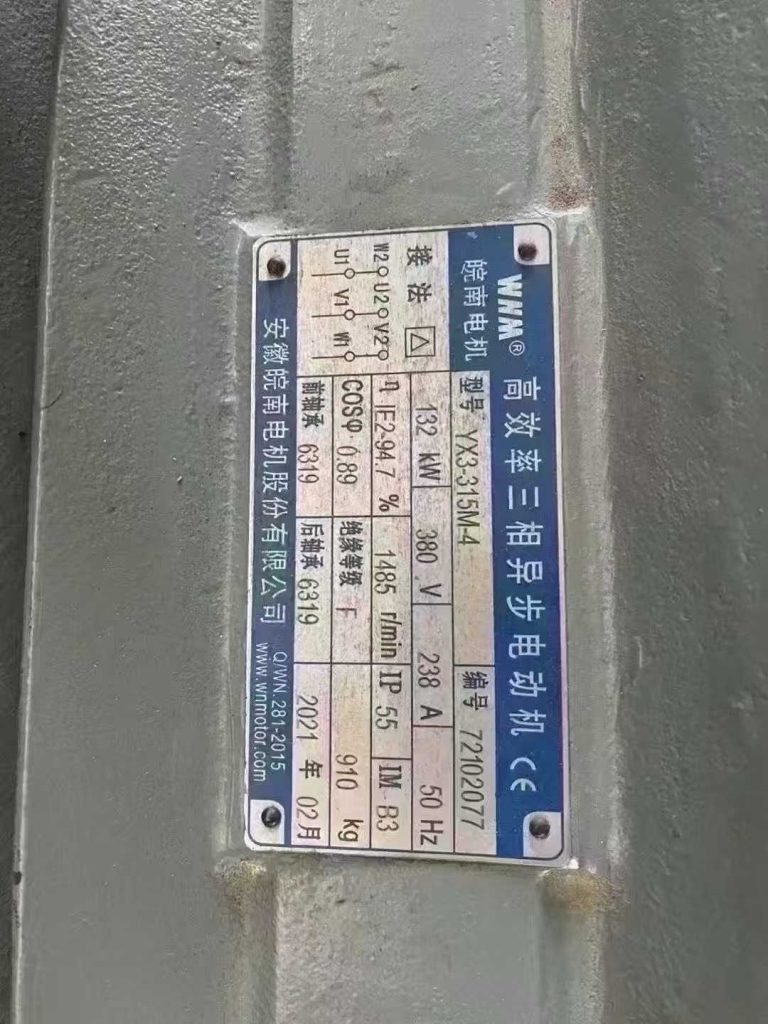 WNM® 高效率三相异步电动机 CE
皖南电机 型号 YX3-315M-4 编号 72102077
接法 △ 132 kW 380 V 238 A 50 Hz
W2 U2 V2 η IE2-94.7 % 1485 r/min IP 55 IM B3
U1 V1 W1 COSφ 0.89 绝缘等级 F 910 kg
前轴承 6319 后轴承 6319 2021 年 02月
安徽皖南电机股份有限公司 Q/WN.281-2015
www.wnmotor.com